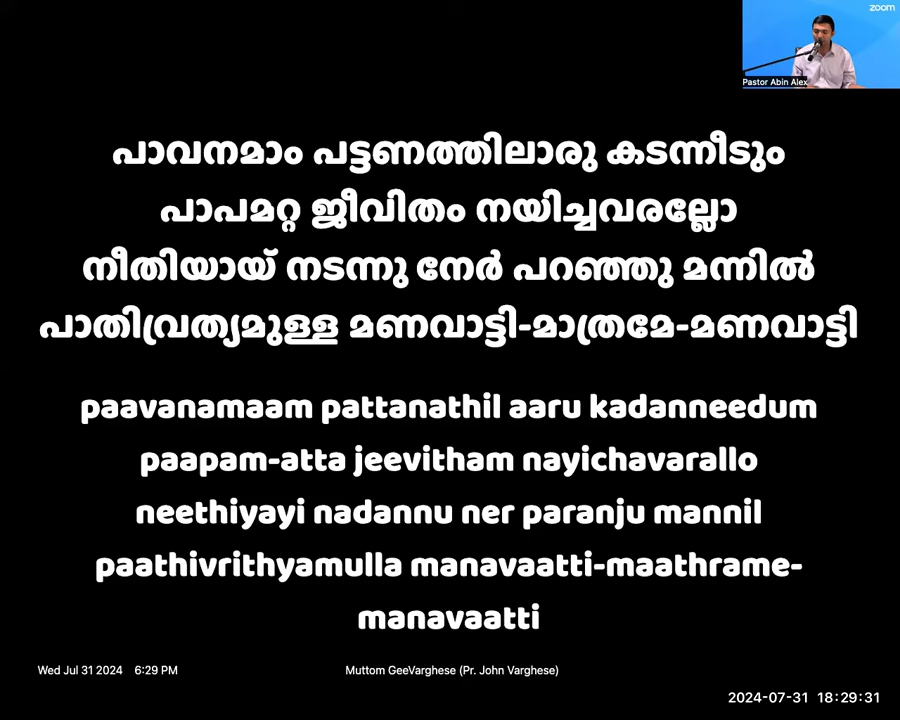 zoom
Pastor Abin Alex
പാവനമാം പട്ടണത്തിലാരു കടന്നീടും
പാപമറ്റ ജീവിതം നയിച്ചവരല്ലോ
നീതിയായ് നടന്നു നേർ പറഞ്ഞു മന്നിൽ
പാതിവ്രത്യമുള്ള മണവാട്ടി-മാത്രമേ-മണവാട്ടി
paavanamaam pattanathil aaru kadanneedum
paapam-atta jeevitham nayichavarallo
neethiyayi nadannu ner paranju mannil
paathivrithyamulla manavaatti-maathrame-
manavaatti
Wed Jul 31 2024 6:29 PM
Muttom GeeVarghese (Pr. John Varghese)
2024-07-31 18:29:31